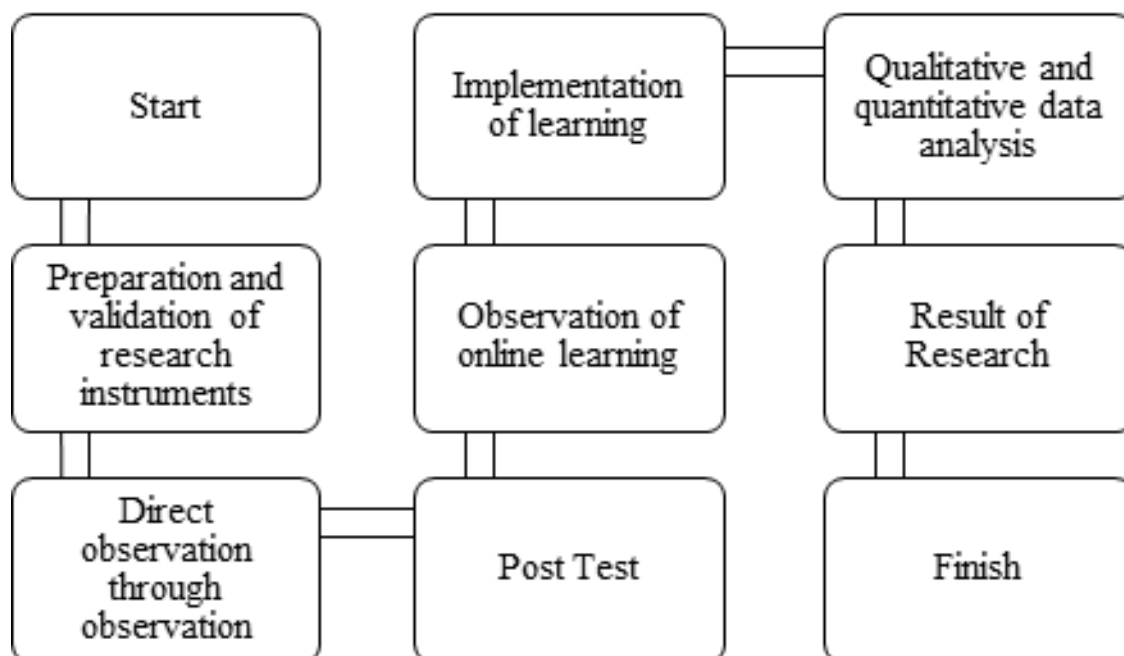 Start
Preparation and
validation of
research
instruments
Direct
observation
through
observation
Post Test
Observation of
online learning
Implementation
of learning
Qualitative and
quantitative data
analysis
Result of
Research
Finish